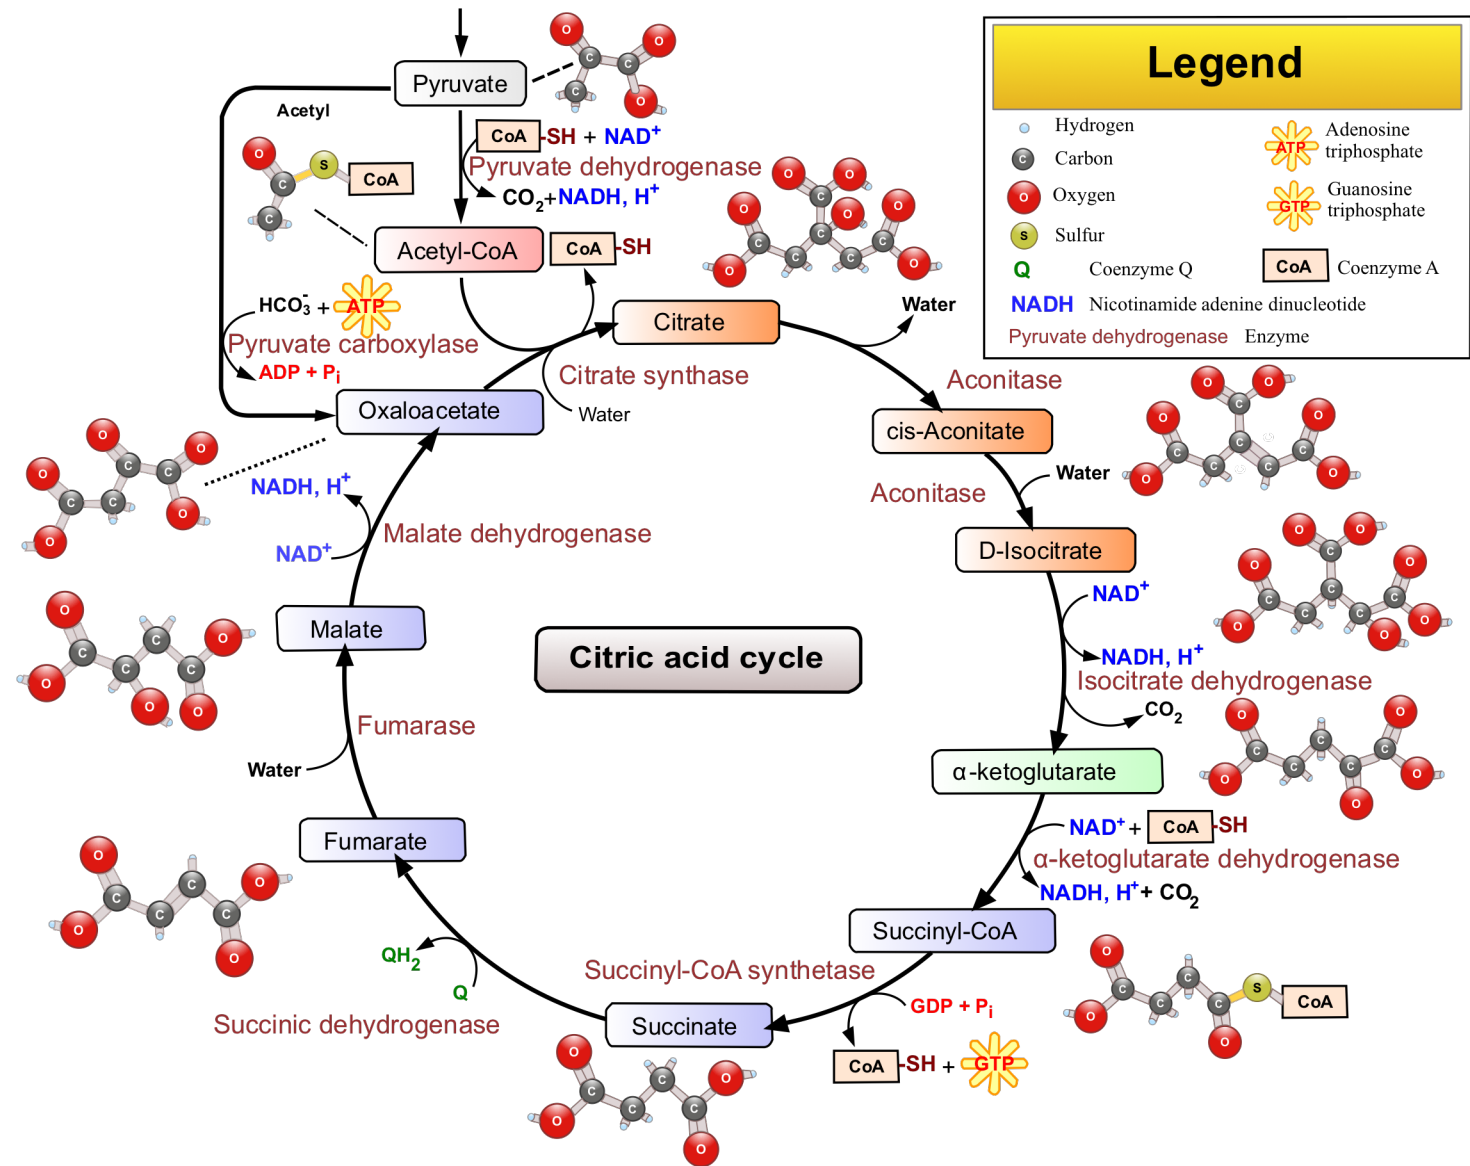 Legend
Hydrogen
Carbon
Oxygen
S Sulfur
Q Coenzyme Q
NADH Nicotinamide adenine dinucleotide
Pyruvate dehydrogenase Enzyme
ATP Adenosine
triphosphate
GTP Guanosine
triphosphate
CoA Coenzyme A
Pyruvate
Acetyl
CoA-SH + NAD⁺
Pyruvate dehydrogenase
CO₂+NADH, H⁺
S CoA
Acetyl-CoA
CoA-SH
HCO₃⁻ + ATP
Pyruvate carboxylase
ADP + Pᵢ
Citrate
Water
Citrate synthase
Water
Oxaloacetate
Aconitase
cis-Aconitate
Water
Aconitase
D-Isocitrate
NAD⁺
NADH, H⁺
Isocitrate dehydrogenase
CO₂
α-ketoglutarate
NAD⁺ + CoA-SH
α-ketoglutarate dehydrogenase
NADH, H⁺ + CO₂
Succinyl-CoA
S CoA
Succinyl-CoA synthetase
GDP + Pᵢ
CoA-SH + GTP
Succinate
QH₂
Q
Succinic dehydrogenase
Fumarate
Water
Fumarase
Malate
NADH, H⁺
NAD⁺
Malate dehydrogenase
Citric acid cycle